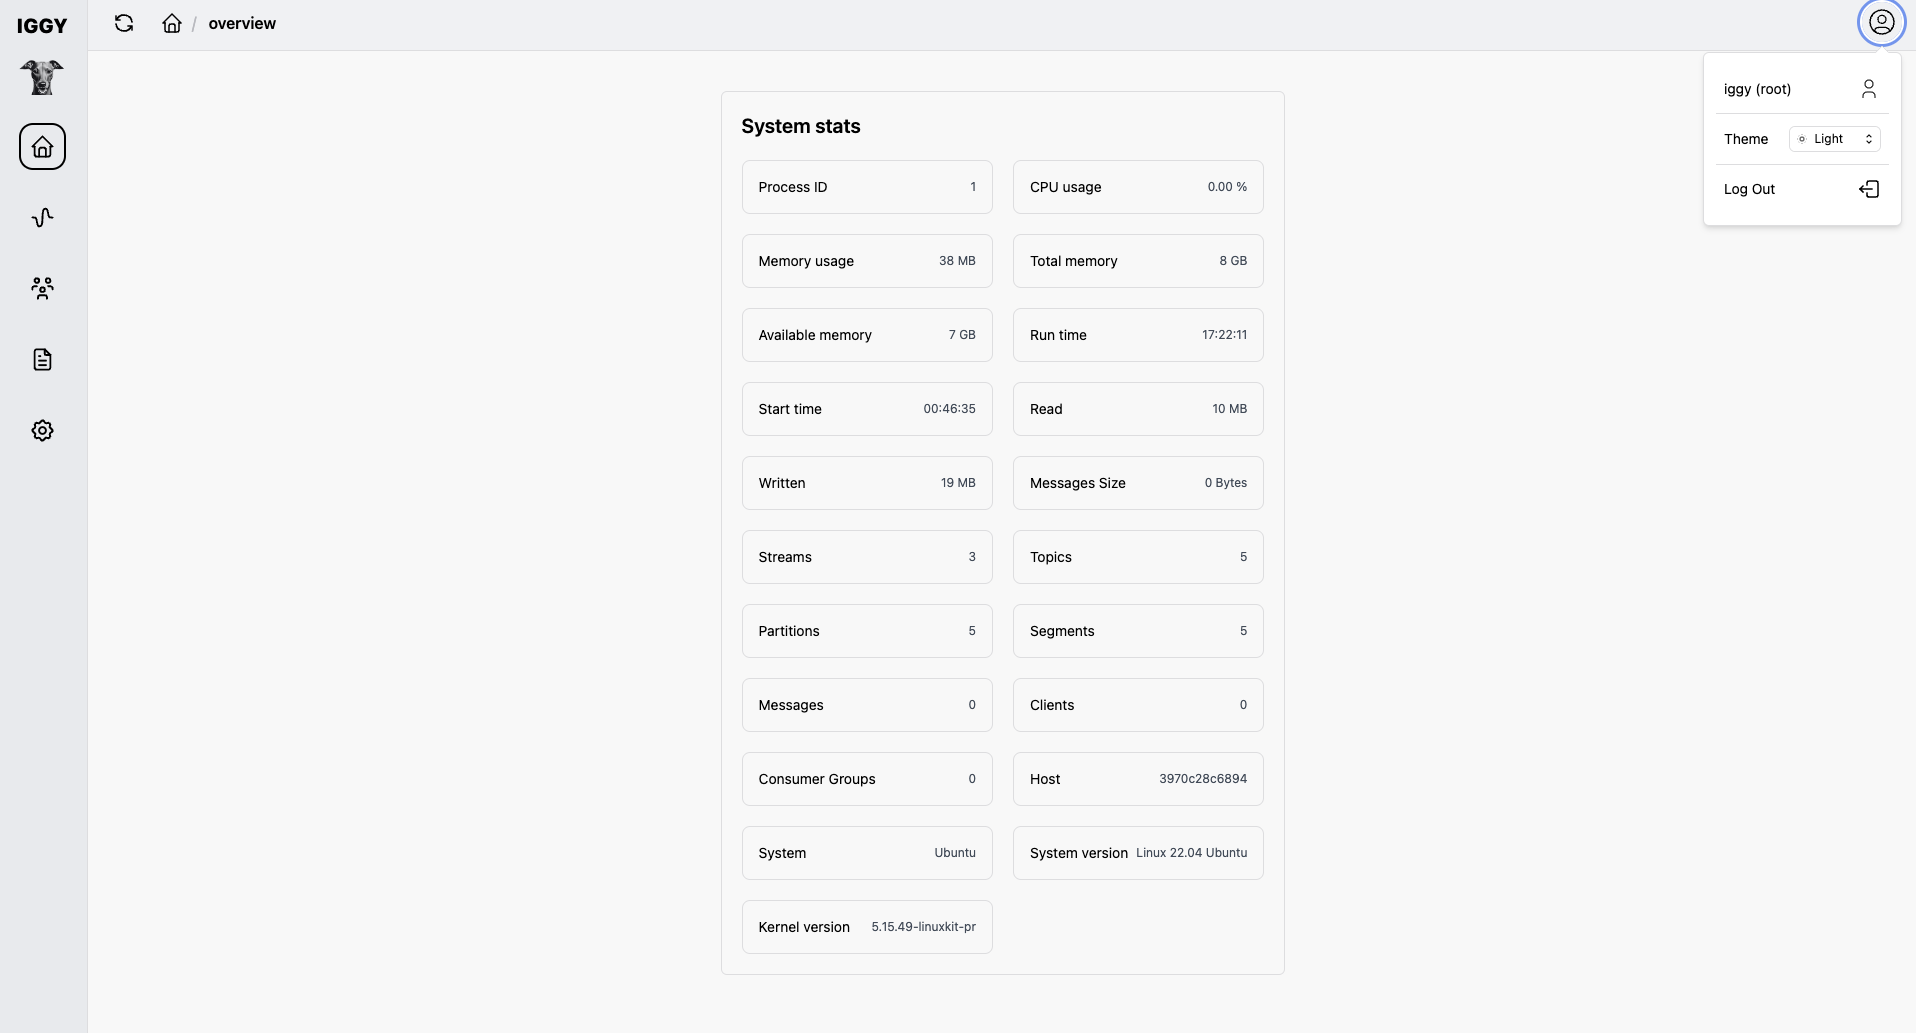 IGGY
/ overview
iggy (root)
Theme Light
Log Out
System stats
Process ID 1
CPU usage 0.00 %
Memory usage 38 MB
Total memory 8 GB
Available memory 7 GB
Run time 17:22:11
Start time 00:46:35
Read 10 MB
Written 19 MB
Messages Size 0 Bytes
Streams 3
Topics 5
Partitions 5
Segments 5
Messages 0
Clients 0
Consumer Groups 0
Host 3970c28c6894
System Ubuntu
System version Linux 22.04 Ubuntu
Kernel version 5.15.49-linuxkit-pr